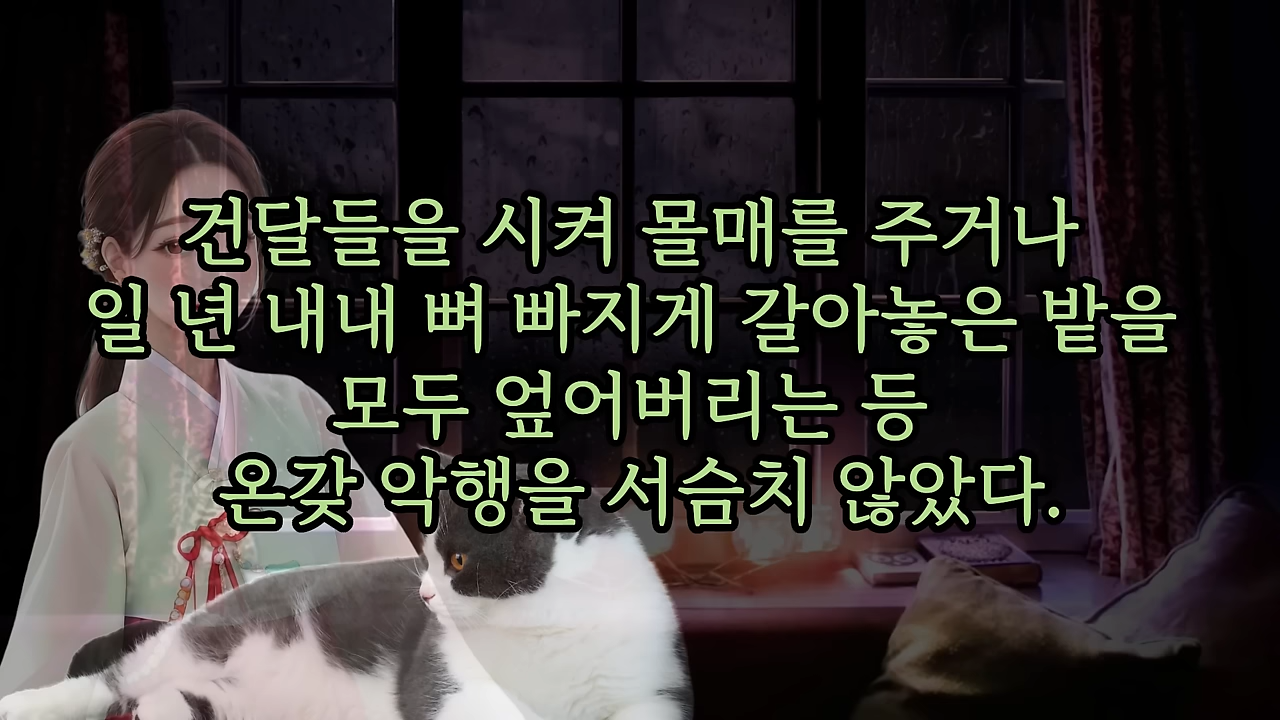 건달들을 시켜 몰매를 주거나
일 년 내내 뼈 빠지게 갈아놓은 밭을
모두 엎어버리는 등
온갖 악행을 서슴치 않았다.